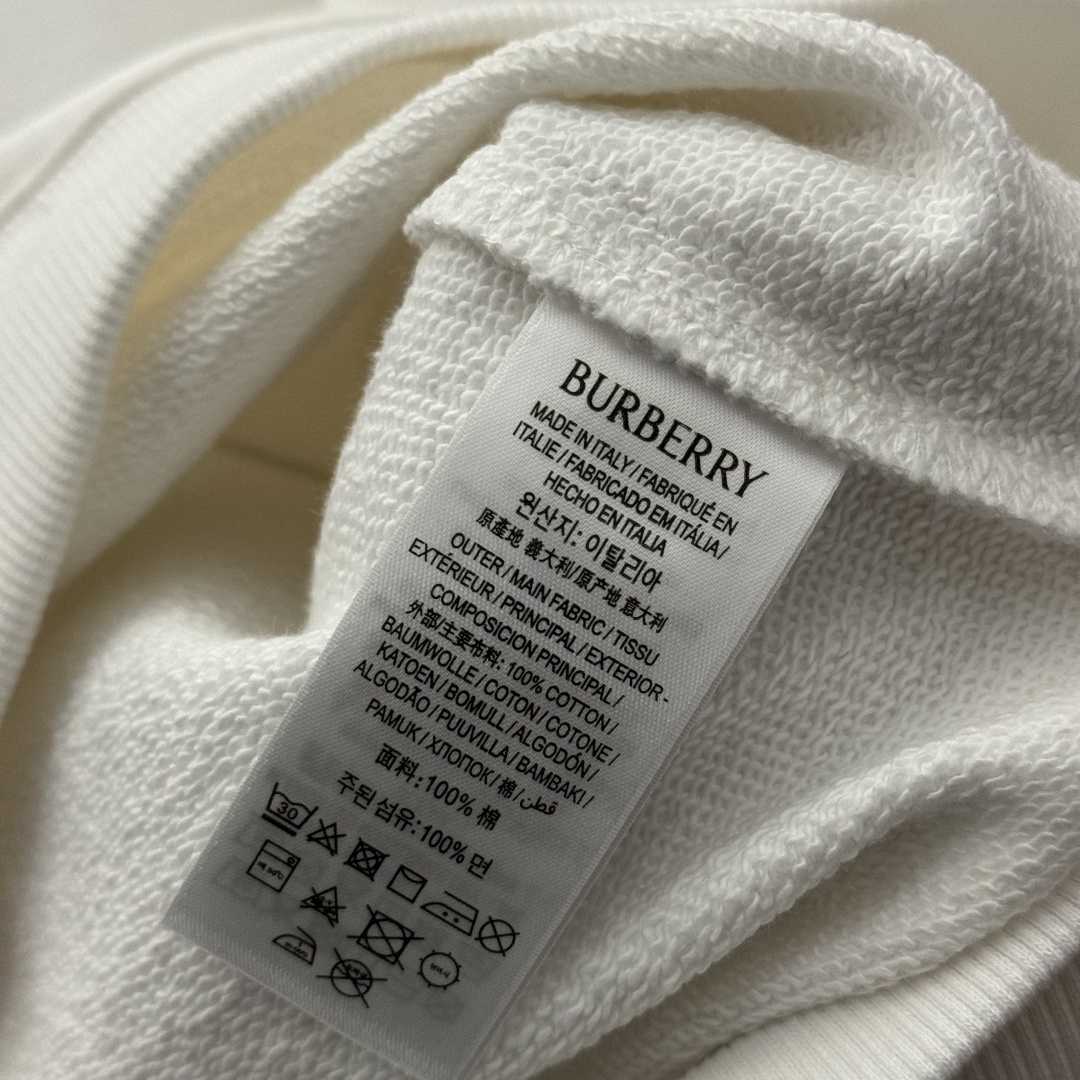 BURBERRY
MADE IN ITALY / FABRIQUÉ EN
ITALIE / FABRICADO EM ITÁLIA /
HECHO EN ITALIA
원산지: 이탈리아
原產地 義大利/原产地 意大利
OUTER / MAIN FABRIC / TISSU
EXTÉRIEUR / PRINCIPAL / EXTERIOR -
COMPOSICION PRINCIPAL /
外部/主要布料: 100% COTTON /
BAUMWOLLE / COTON / COTONE /
KATOEN / BOMULL / ALGODÓN /
ALGODÃO / PUUVILLA / BAMBAKI /
PAMUK / ХЛОПОК / 棉 / قطن
面料: 100% 棉
주된 섬유: 100% 면
30